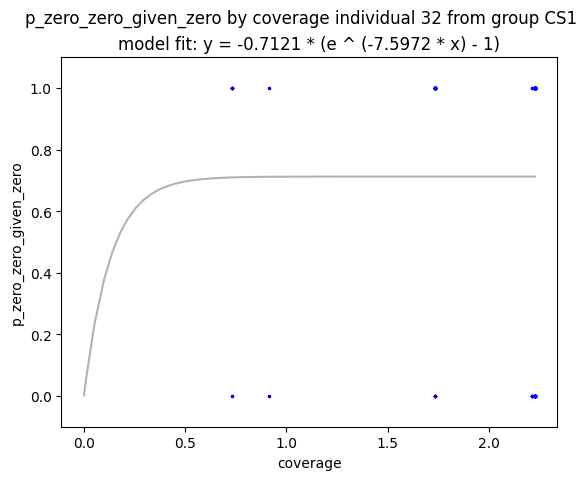 p_zero_zero_given_zero by coverage individual 32 from group CS1
model fit: y = -0.7121 * (e ^ (-7.5972 * x) - 1)
1.0
0.8
0.6
0.4
0.2
0.0
p_zero_zero_given_zero
0.0 0.5 1.0 1.5 2.0
coverage